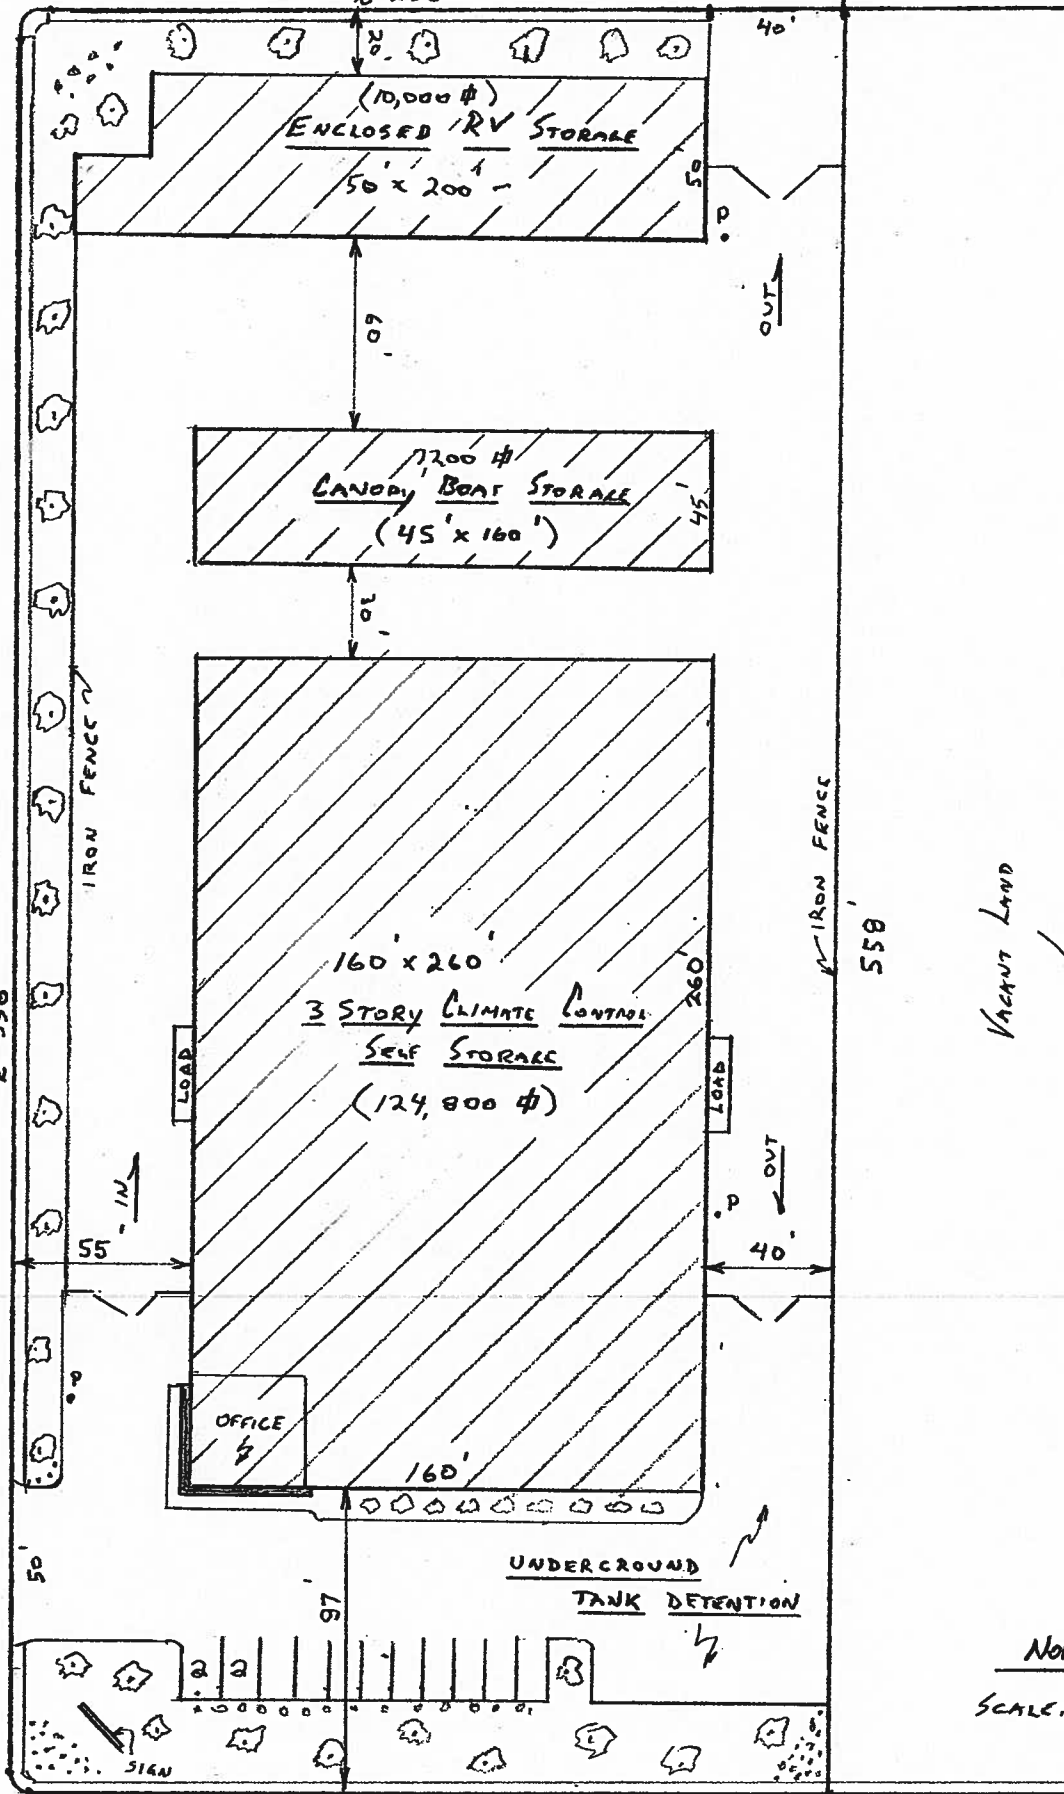 20'
40'
(10,000 ⏀)
ENCLOSED RV STORAGE
50' x 200'
50'
P
OUT
60'
7200 ⏀
CANOPY BOAT STORAGE
(45' x 160')
45'
30'
IRON FENCE
IRON FENCE
558'
VACANT LAND
160' x 260'
260'
3 STORY CLIMATE CONTROL
SELF STORAGE
(124,800 ⏀)
LOAD
LOAD
IN
OUT
P
55'
40'
P
OFFICE
160'
50'
97'
UNDERGROUND
TANK DETENTION
SIGN
SCALE